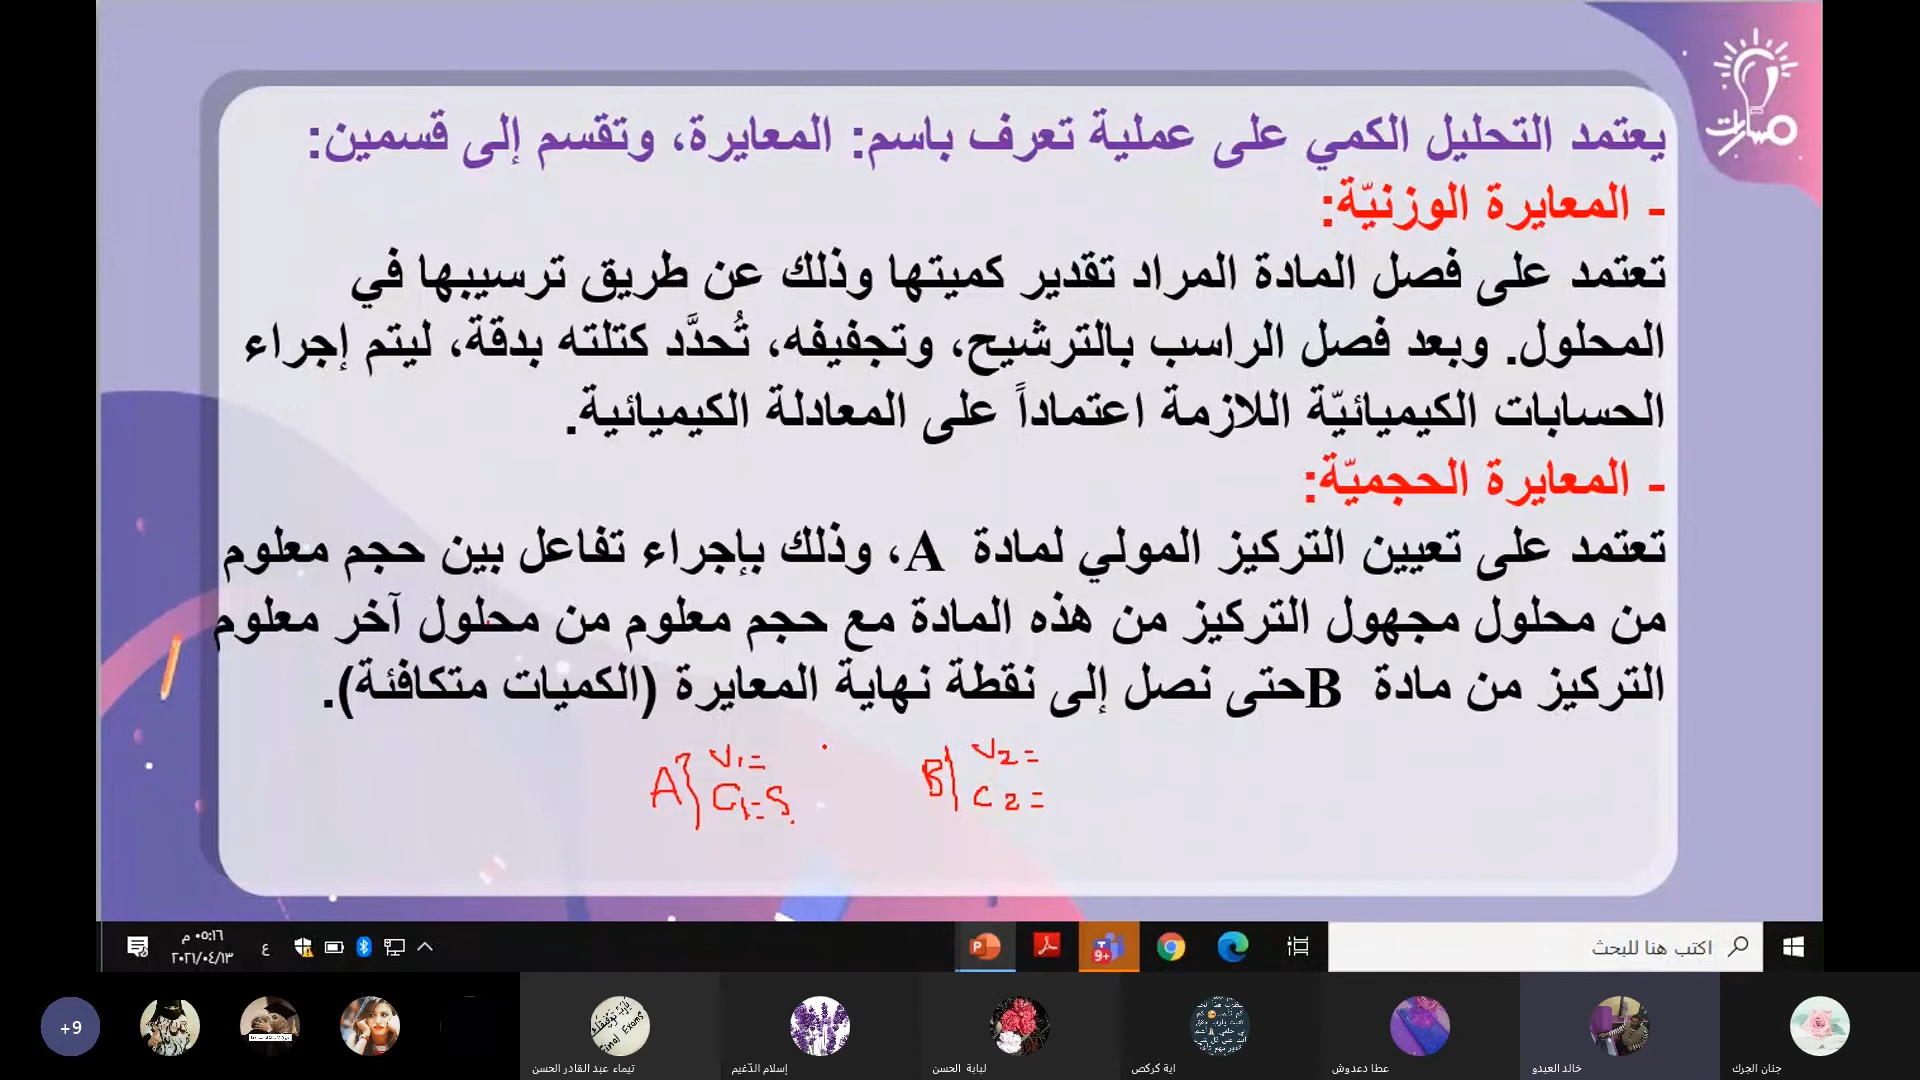 مسارات
يعتمد التحليل الكمي على عملية تعرف باسم: المعايرة، وتقسم إلى قسمين:
- المعايرة الوزنيّة:
تعتمد على فصل المادة المراد تقدير كميتها وذلك عن طريق ترسيبها في
المحلول. وبعد فصل الراسب بالترشيح، وتجفيفه، تُحدَّد كتلته بدقة، ليتم إجراء
الحسابات الكيميائيّة اللازمة اعتماداً على المعادلة الكيميائية.
- المعايرة الحجميّة:
تعتمد على تعيين التركيز المولي لمادة A، وذلك بإجراء تفاعل بين حجم معلوم
من محلول مجهول التركيز من هذه المادة مع حجم معلوم من محلول آخر معلوم
التركيز من مادة B حتى نصل إلى نقطة نهاية المعايرة (الكميات متكافئة).
A} V1= B} V2=
C1=؟ C2=
اكتب هنا للبحث
9+
ع
٠٥:١٦ م
٢٠٢١/٠٤/١٣
+9
Final Exams
تيماء عبد القادر الحسن
إسلام الدّغيم
لبابة الحسن
اية كركص
عطا دعدوش
خالد العبدو
جنان الجرك